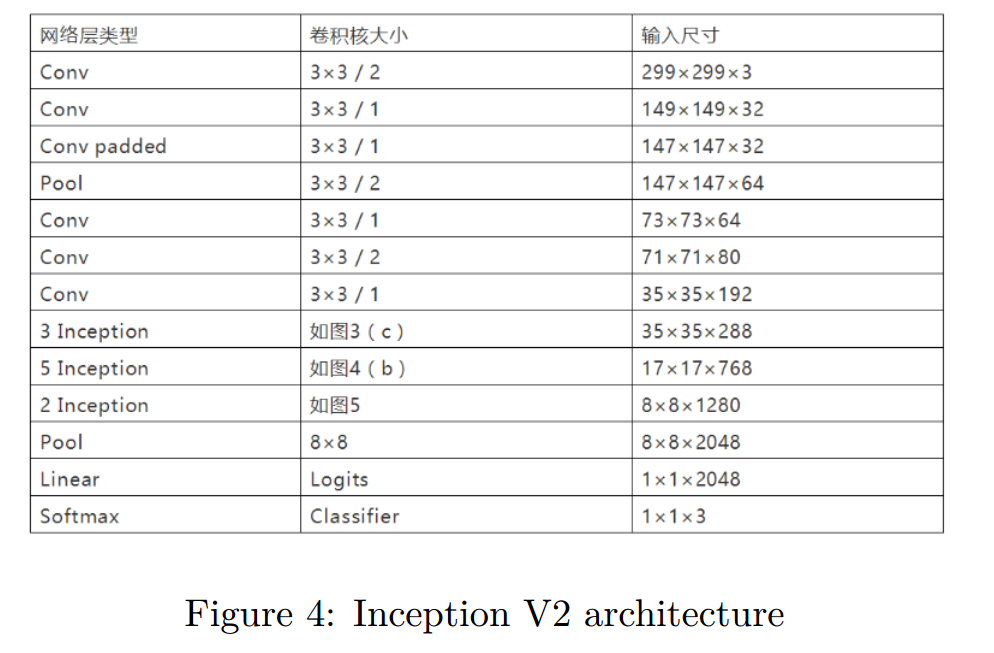 网络层类型 卷积核大小 输入尺寸
Conv 3×3 / 2 299×299×3
Conv 3×3 / 1 149×149×32
Conv padded 3×3 / 1 147×147×32
Pool 3×3 / 2 147×147×64
Conv 3×3 / 1 73×73×64
Conv 3×3 / 2 71×71×80
Conv 3×3 / 1 35×35×192
3 Inception 如图3（c） 35×35×288
5 Inception 如图4（b） 17×17×768
2 Inception 如图5 8×8×1280
Pool 8×8 8×8×2048
Linear Logits 1×1×2048
Softmax Classifier 1×1×3
Figure 4: Inception V2 architecture